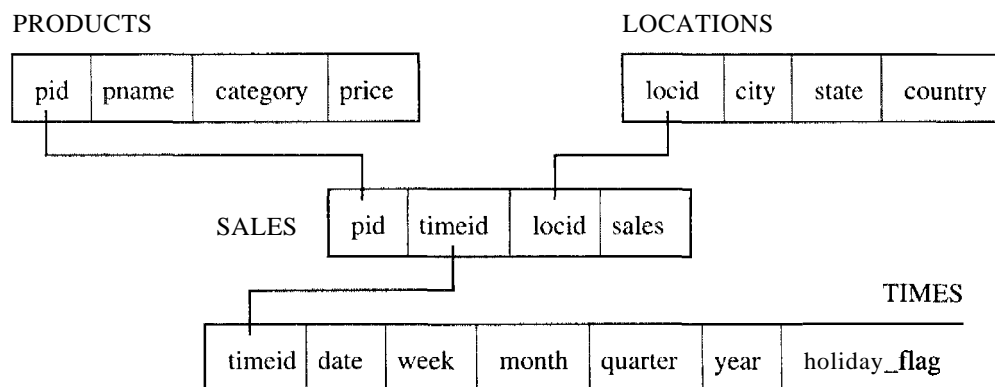 PRODUCTS
LOCATIONS
pid pname category price
locid city state country
SALES
pid timeid locid sales
TIMES
timeid date week month quarter year holiday_flag